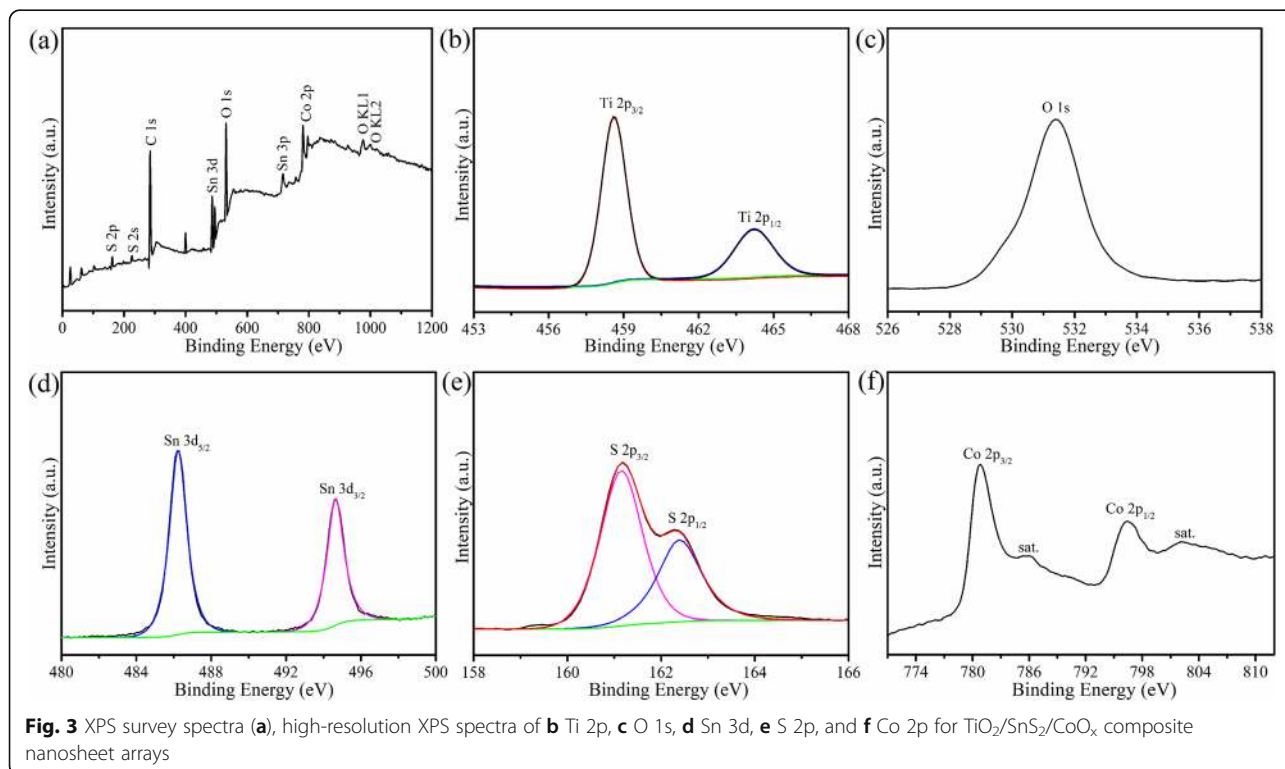 (a)
Intensity (a.u.)
S 2p
S 2s
C 1s
Sn 3d
O 1s
Sn 3p
Co 2p
O KL1
O KL2
0 200 400 600 800 1000 1200
Binding Energy (eV)
(b)
Intensity (a.u.)
Ti 2p3/2
Ti 2p1/2
453 456 459 462 465 468
Binding Energy (eV)
(c)
Intensity (a.u.)
O 1s
526 528 530 532 534 536 538
Binding Energy (eV)
(d)
Intensity (a.u.)
Sn 3d5/2
Sn 3d3/2
480 484 488 492 496 500
Binding Energy (eV)
(e)
Intensity (a.u.)
S 2p3/2
S 2p1/2
158 160 162 164 166
Binding Energy (eV)
(f)
Intensity (a.u.)
Co 2p3/2
sat.
Co 2p1/2
sat.
774 780 786 792 798 804 810
Binding Energy (eV)
Fig. 3 XPS survey spectra (a), high-resolution XPS spectra of b Ti 2p, c O 1s, d Sn 3d, e S 2p, and f Co 2p for TiO2/SnS2/CoOx composite
nanosheet arrays